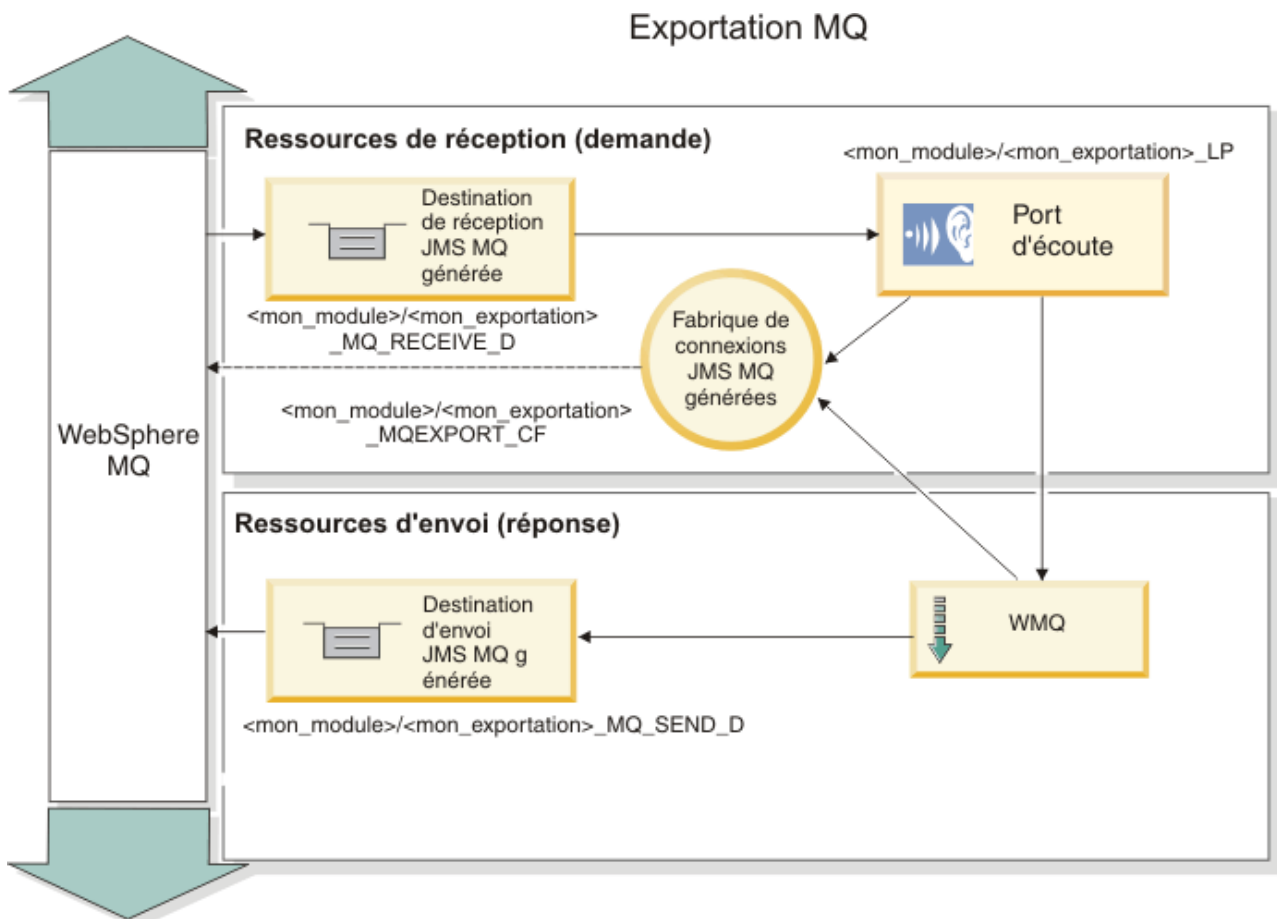 Exportation MQ
Ressources de réception (demande)
<mon_module>/<mon_exportation>_LP
Destination
de réception
JMS MQ
générée
Port
d'écoute
<mon_module>/<mon_exportation>
_MQ_RECEIVE_D
Fabrique de
connexions
JMS MQ
générées
<mon_module>/<mon_exportation>
_MQEXPORT_CF
WebSphere
MQ
Ressources d'envoi (réponse)
Destination
d'envoi
JMS MQ g
énérée
WMQ
<mon_module>/<mon_exportation>_MQ_SEND_D